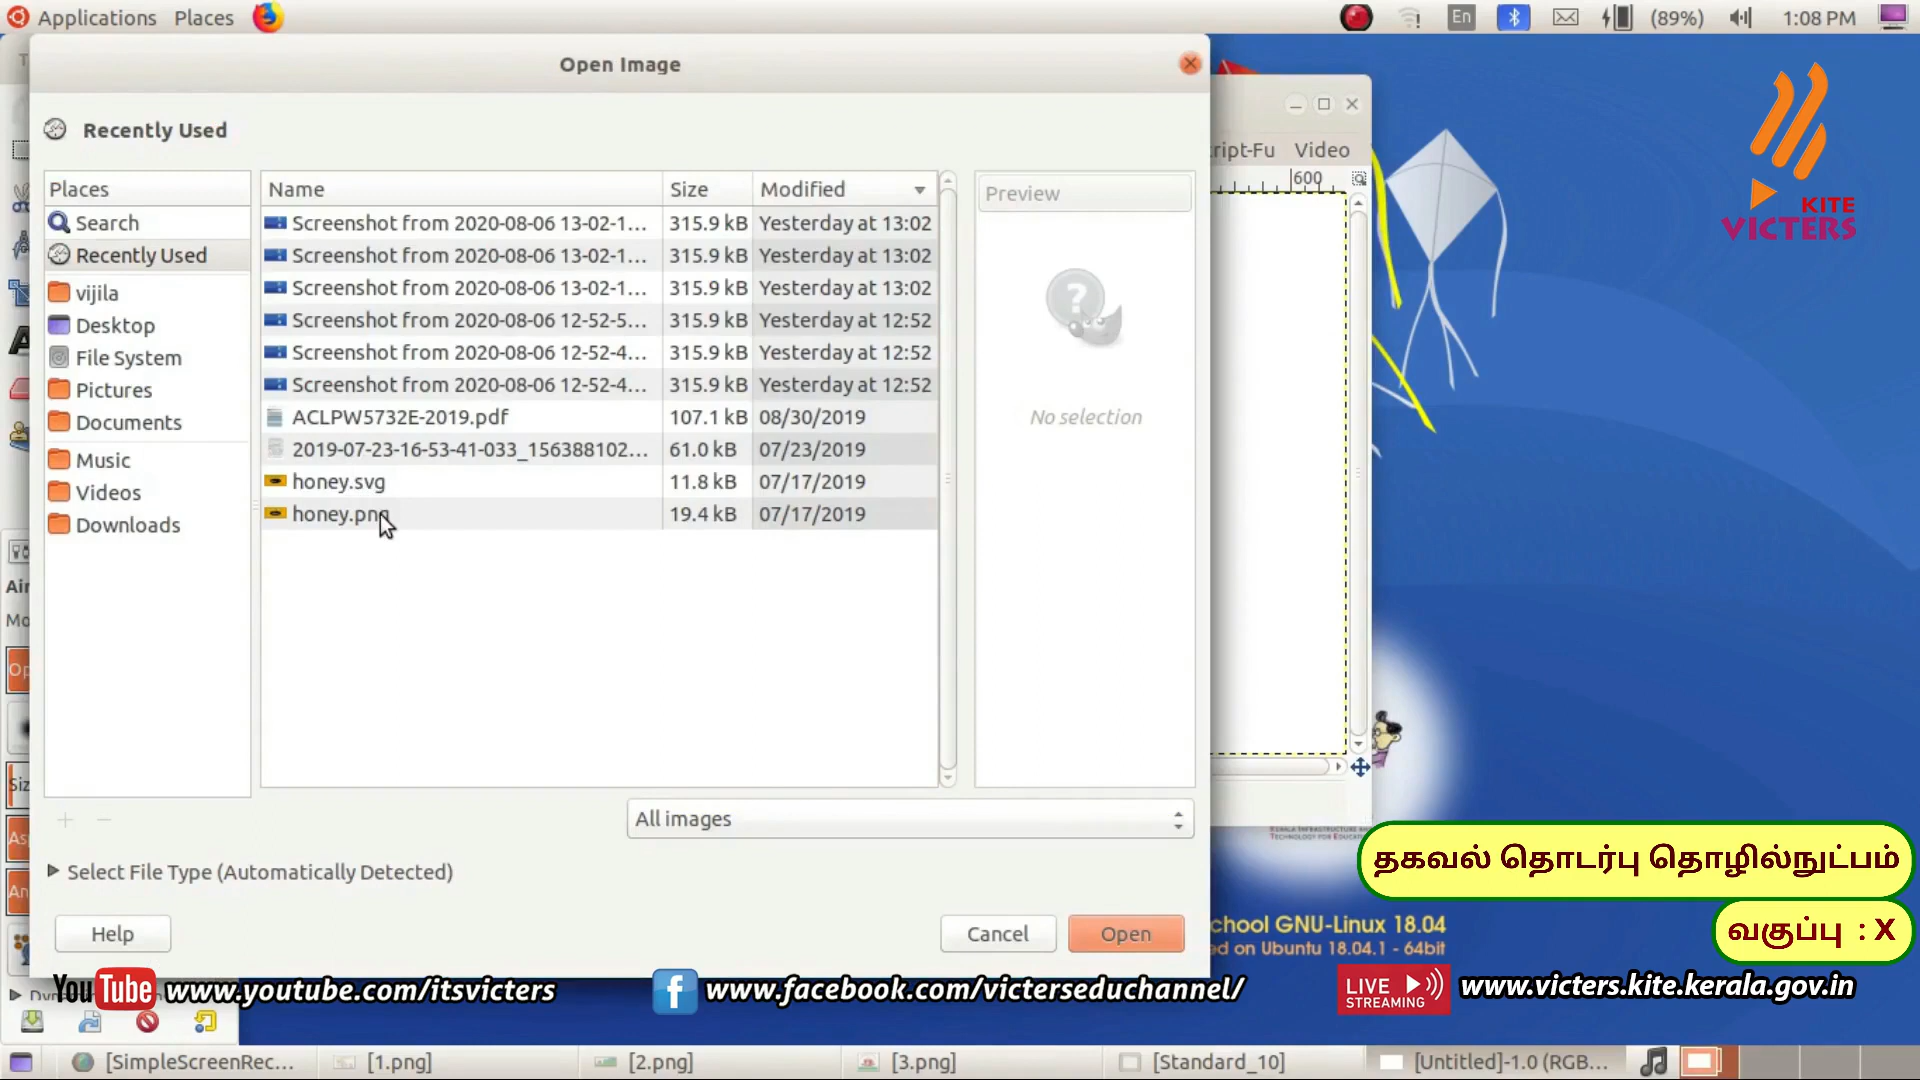 Applications Places
En
(89%)
1:08 PM
Open Image
Recently Used
Places
Search
Recently Used
vijila
Desktop
File System
Pictures
Documents
Music
Videos
Downloads
Name Size Modified
Screenshot from 2020-08-06 13-02-1... 315.9 kB Yesterday at 13:02
Screenshot from 2020-08-06 13-02-1... 315.9 kB Yesterday at 13:02
Screenshot from 2020-08-06 13-02-1... 315.9 kB Yesterday at 13:02
Screenshot from 2020-08-06 12-52-5... 315.9 kB Yesterday at 12:52
Screenshot from 2020-08-06 12-52-4... 315.9 kB Yesterday at 12:52
Screenshot from 2020-08-06 12-52-4... 315.9 kB Yesterday at 12:52
ACLPW5732E-2019.pdf 107.1 kB 08/30/2019
2019-07-23-16-53-41-033_156388102... 61.0 kB 07/23/2019
honey.svg 11.8 kB 07/17/2019
honey.png 19.4 kB 07/17/2019
Preview
No selection
ript-Fu Video
600
KITE
VICTERS
All images
Select File Type (Automatically Detected)
Help
Cancel
Open
தகவல் தொடர்பு தொழில்நுட்பம்
வகுப்பு : X
chool GNU-Linux 18.04
ed on Ubuntu 18.04.1 - 64bit
YouTube www.youtube.com/itsvicters
f www.facebook.com/victerseduchannel/
LIVE STREAMING www.victers.kite.kerala.gov.in
[SimpleScreenRec... [1.png] [2.png] [3.png] [Standard_10] [Untitled]-1.0 (RGB...